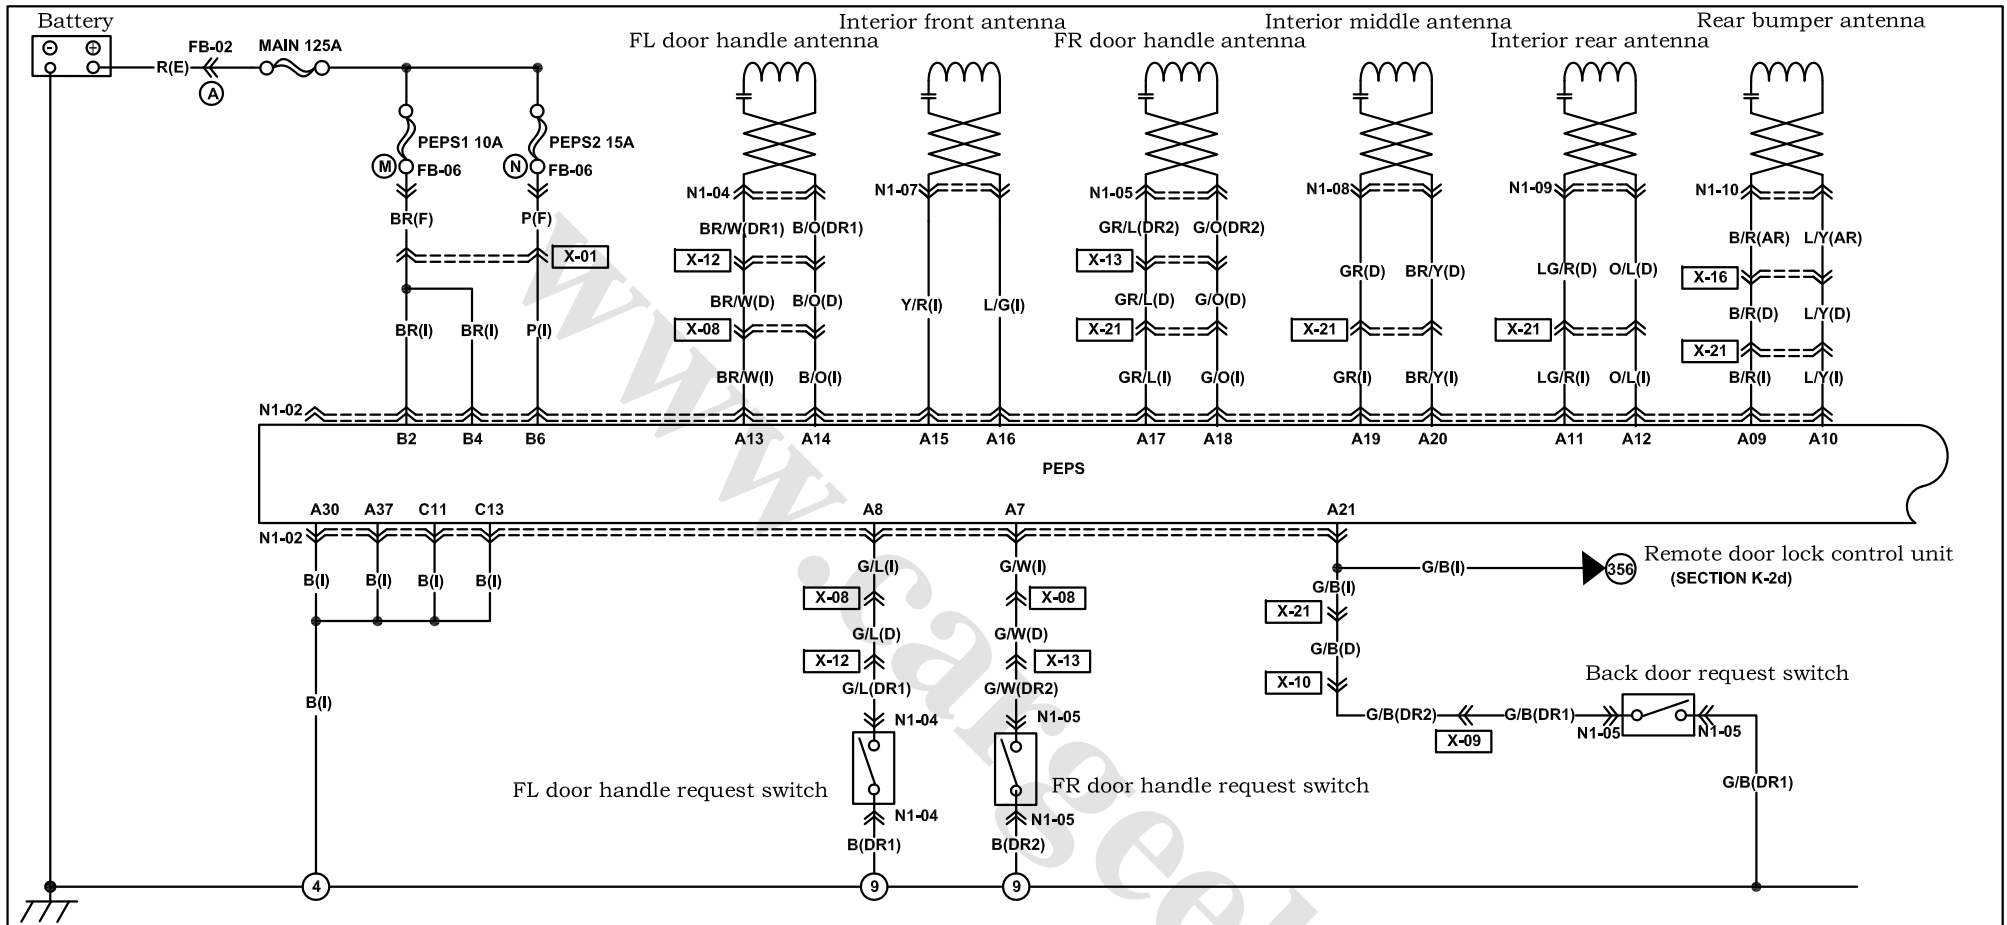 Battery
Interior front antenna
Interior middle antenna
Rear bumper antenna
FL door handle antenna
FR door handle antenna
Interior rear antenna
FB-02
MAIN 125A
R(E)
A
PEPS1 10A
PEPS2 15A
M
FB-06
N
FB-06
N1-04
N1-07
N1-05
N1-08
N1-09
N1-10
BR(F)
P(F)
BR/W(DR1)
B/O(DR1)
GR/L(DR2)
G/O(DR2)
B/R(AR)
L/Y(AR)
X-01
X-12
X-13
GR(D)
BR/Y(D)
LG/R(D)
O/L(D)
X-16
BR/W(D)
B/O(D)
Y/R(I)
L/G(I)
GR/L(D)
G/O(D)
B/R(D)
L/Y(D)
BR(I)
BR(I)
P(I)
X-08
X-21
X-21
X-21
X-21
BR/W(I)
B/O(I)
GR/L(I)
G/O(I)
GR(I)
BR/Y(I)
LG/R(I)
O/L(I)
B/R(I)
L/Y(I)
N1-02
B2
B4
B6
A13
A14
A15
A16
A17
A18
A19
A20
A11
A12
A09
A10
PEPS
A30
A37
C11
C13
A8
A7
A21
N1-02
B(I)
B(I)
B(I)
B(I)
G/L(I)
G/W(I)
G/B(I)
356
Remote door lock control unit
(SECTION K-2d)
G/B(I)
X-08
X-08
X-21
G/L(D)
G/W(D)
G/B(D)
X-12
X-13
X-10
B(I)
G/L(DR1)
G/W(DR2)
Back door request switch
N1-04
N1-05
G/B(DR2)
G/B(DR1)
X-09
N1-05
N1-05
FL door handle request switch
FR door handle request switch
G/B(DR1)
N1-04
N1-05
B(DR1)
B(DR2)
4
9
9
www.cargeek